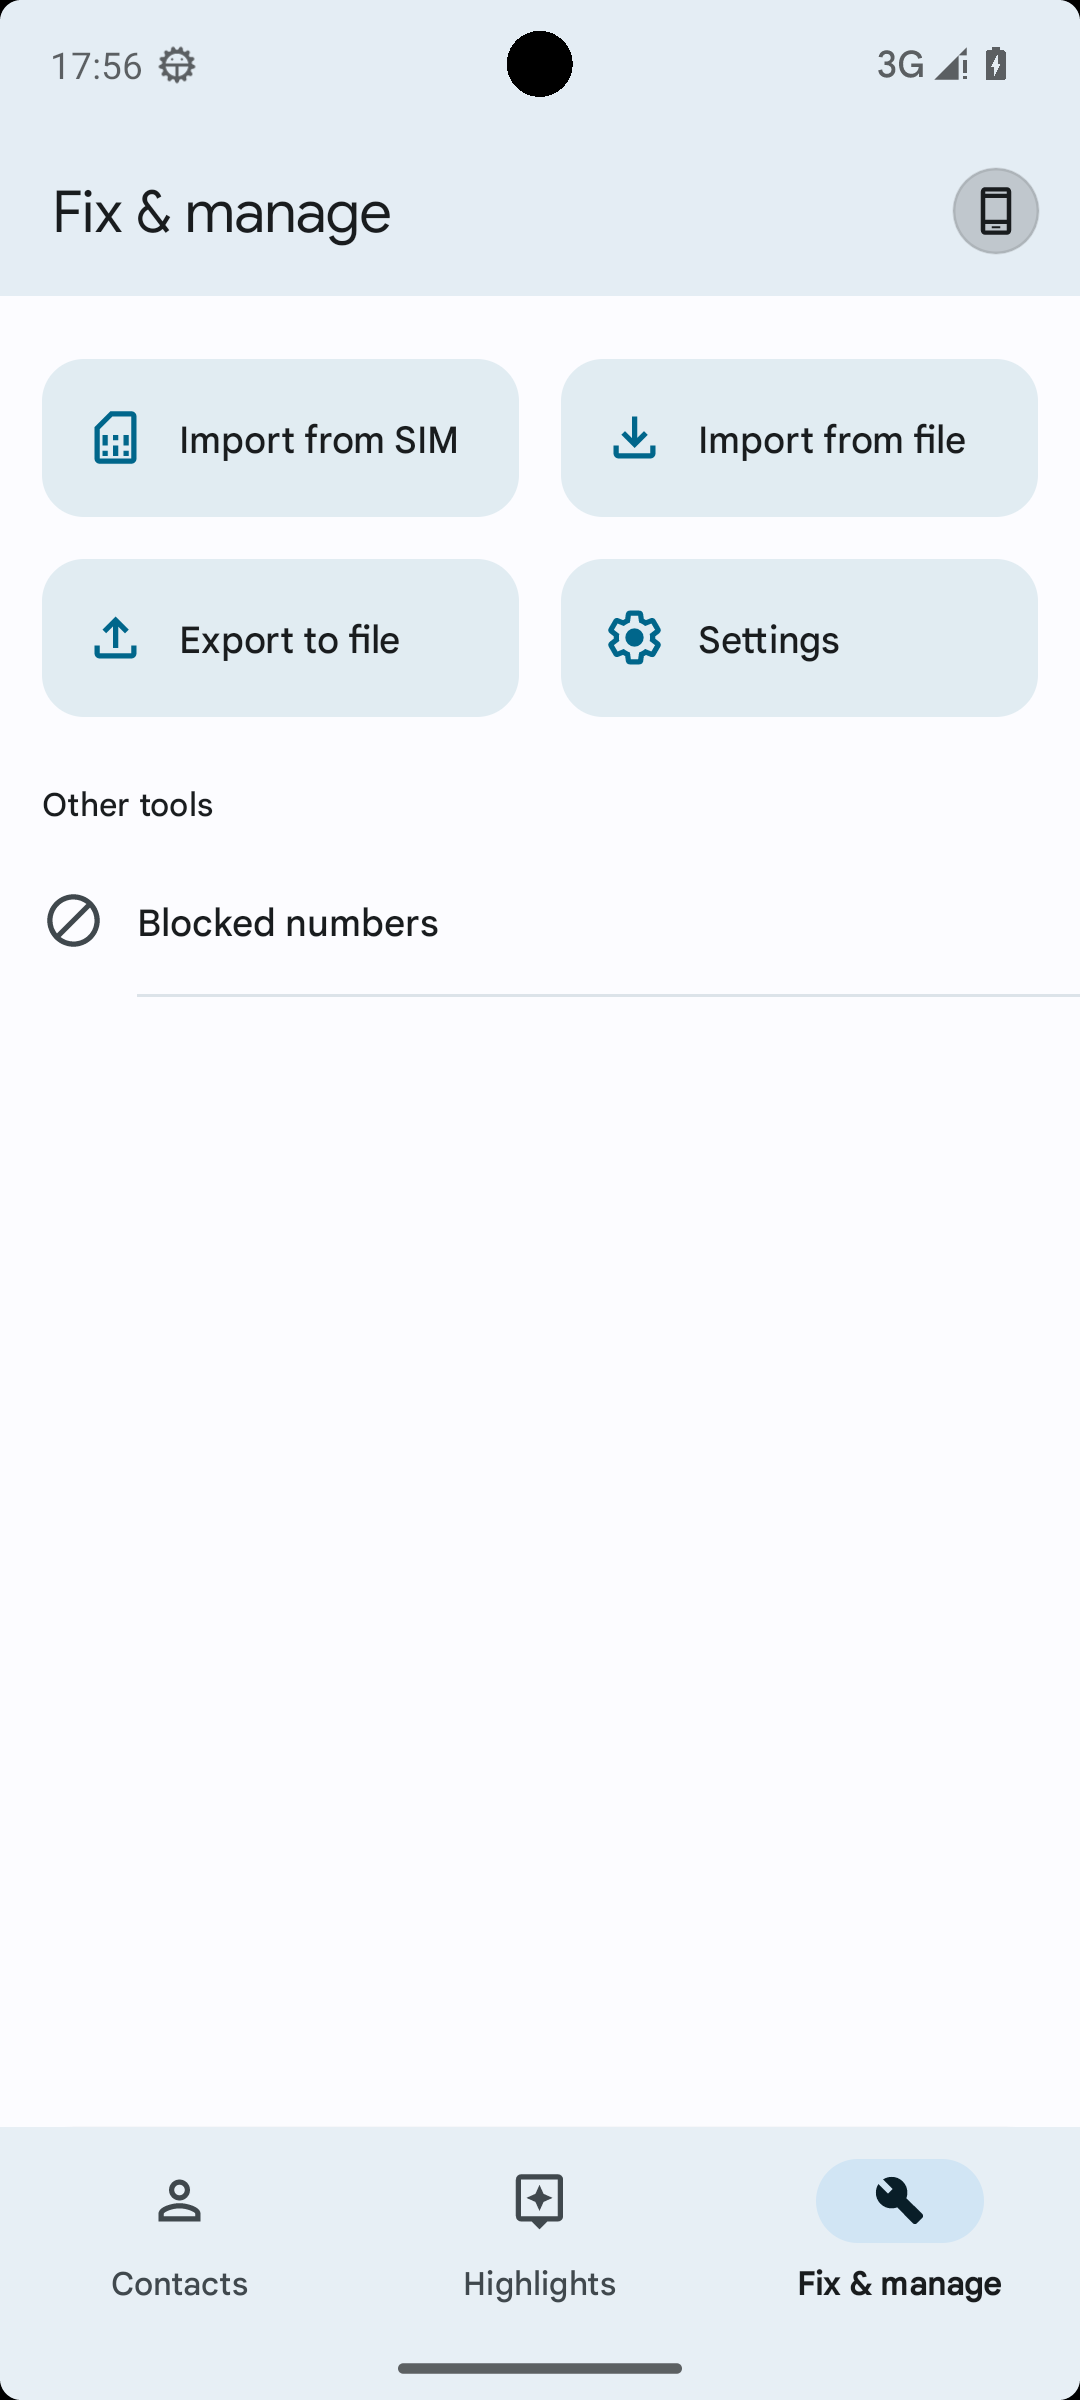 17:56
3G
Fix & manage
Import from SIM
Import from file
Export to file
Settings
Other tools
Blocked numbers
Contacts
Highlights
Fix & manage